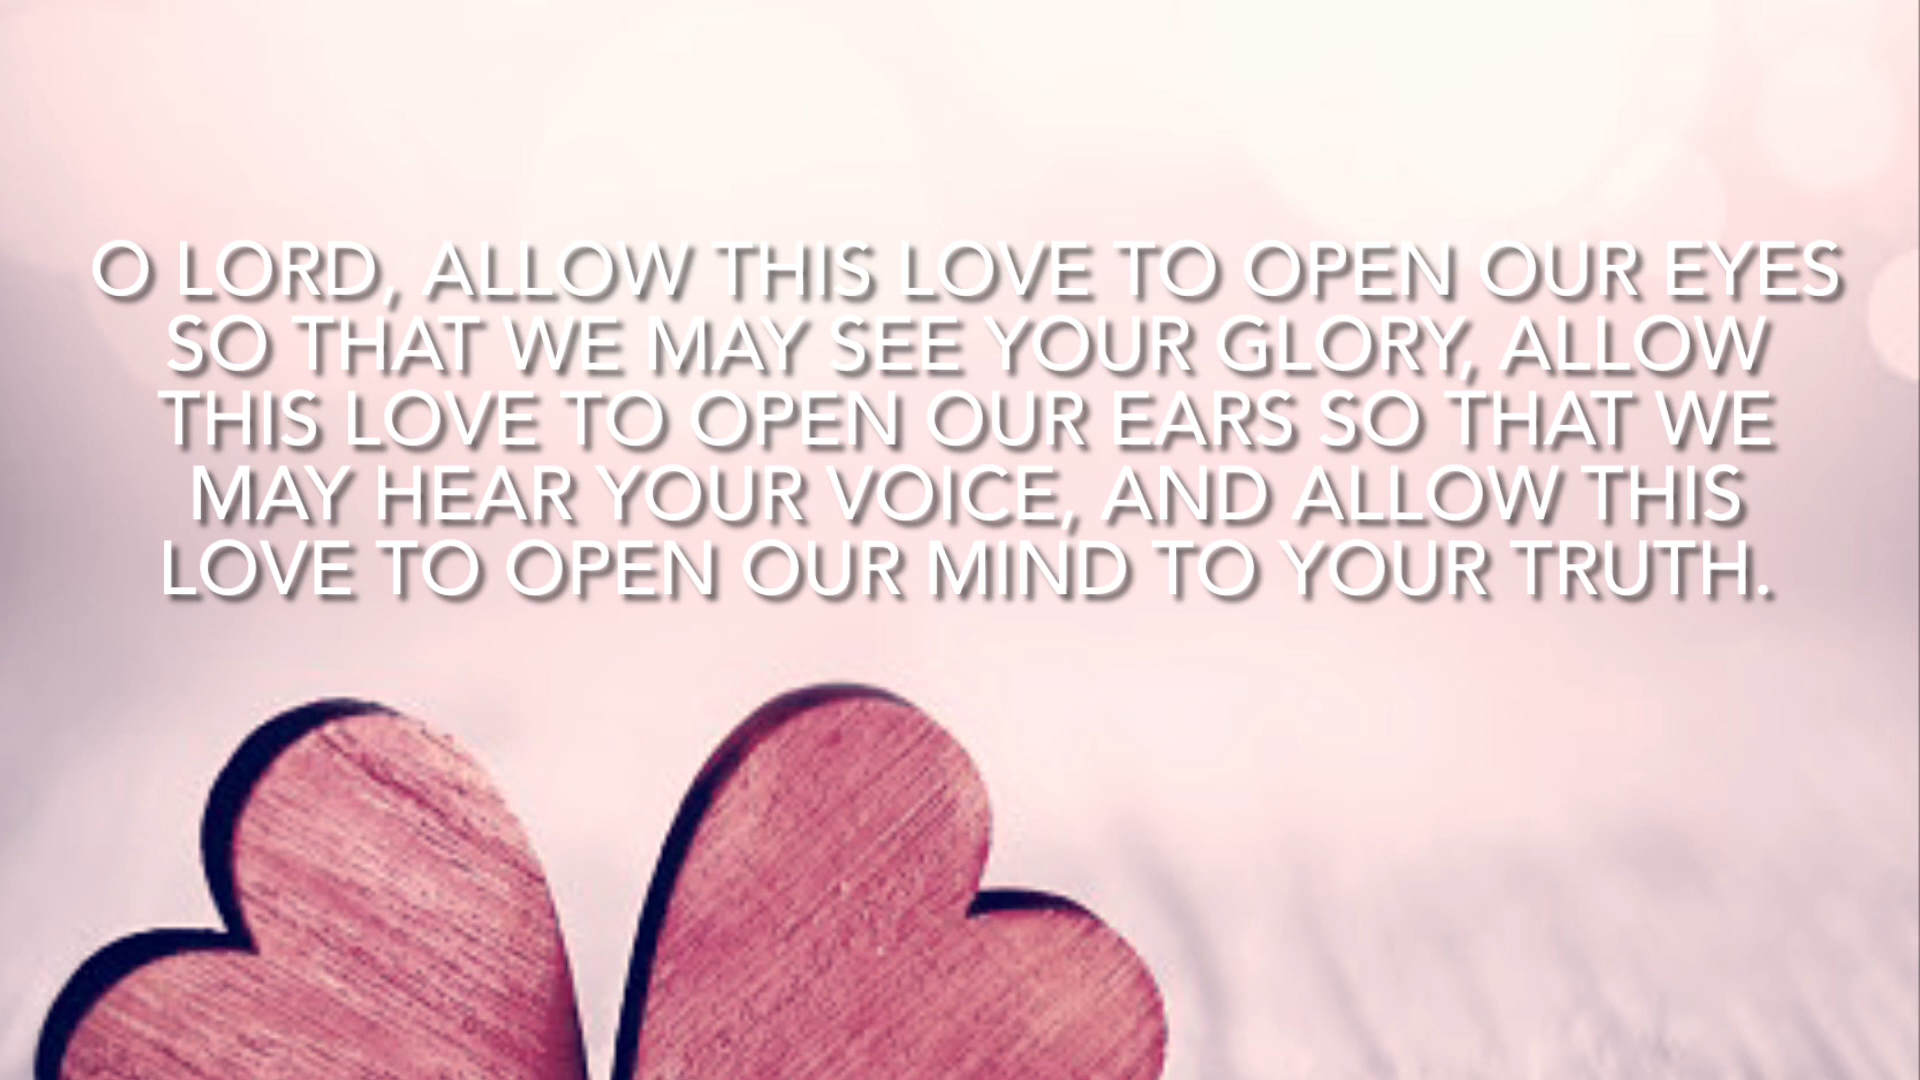 O LORD, ALLOW THIS LOVE TO OPEN OUR EYES
SO THAT WE MAY SEE YOUR GLORY, ALLOW
THIS LOVE TO OPEN OUR EARS SO THAT WE
MAY HEAR YOUR VOICE, AND ALLOW THIS
LOVE TO OPEN OUR MIND TO YOUR TRUTH.